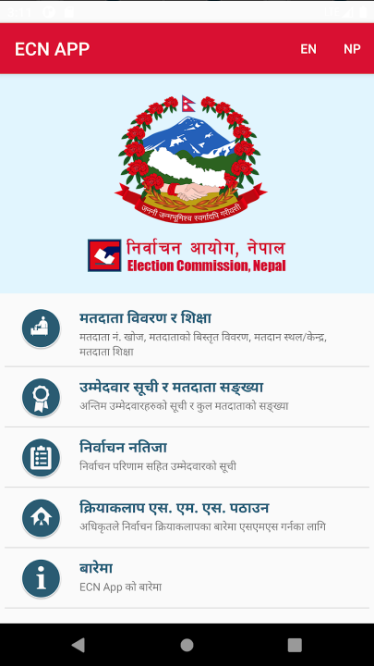 ECN APP
EN
NP
जननी जन्मभूमिश्च स्वर्गादपि गरीयसी
निर्वाचन आयोग, नेपाल
Election Commission, Nepal
मतदाता विवरण र शिक्षा
मतदाता नं. खोज, मतदाताको बिस्तृत विवरण, मतदान स्थल/केन्द्र,
मतदाता शिक्षा
उम्मेदवार सूची र मतदाता सङ्ख्या
अन्तिम उम्मेदवारहरुको सूची र कुल मतदाताको सङ्ख्या
निर्वाचन नतिजा
निर्वाचन परिणाम सहित उम्मेदवारको सूची
क्रियाकलाप एस. एम. एस. पठाउन
अधिकृतले निर्वाचन क्रियाकलापका बारेमा एसएमएस गर्नका लागि
बारेमा
ECN App को बारेमा